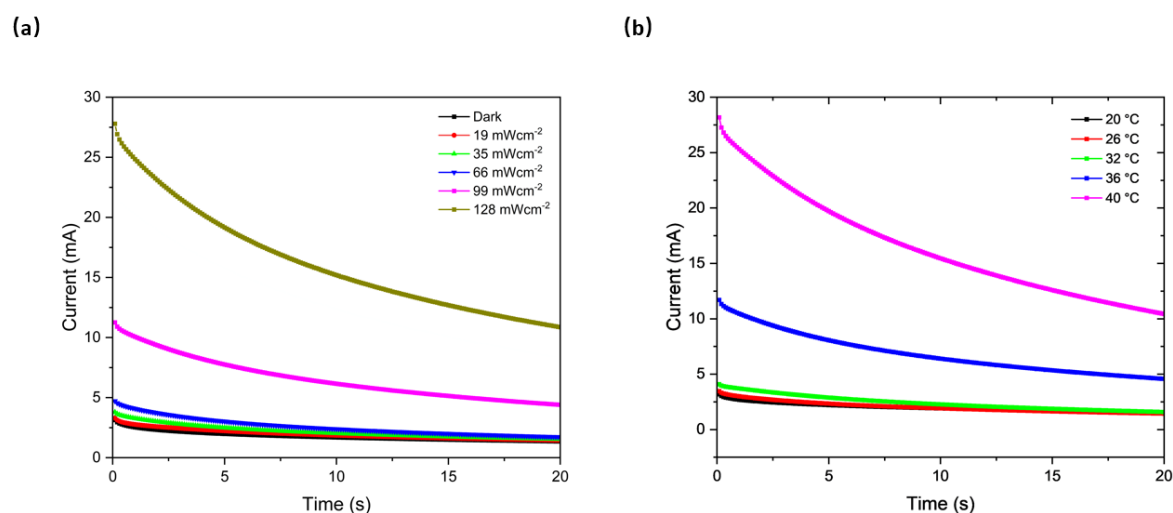 (a)
(b)
30
25
20
15
10
5
0
Current (mA)
0
5
10
15
20
Time (s)
Dark
19 mWcm⁻²
35 mWcm⁻²
66 mWcm⁻²
99 mWcm⁻²
128 mWcm⁻²
30
25
20
15
10
5
0
Current (mA)
0
5
10
15
20
Time (s)
20 °C
26 °C
32 °C
36 °C
40 °C